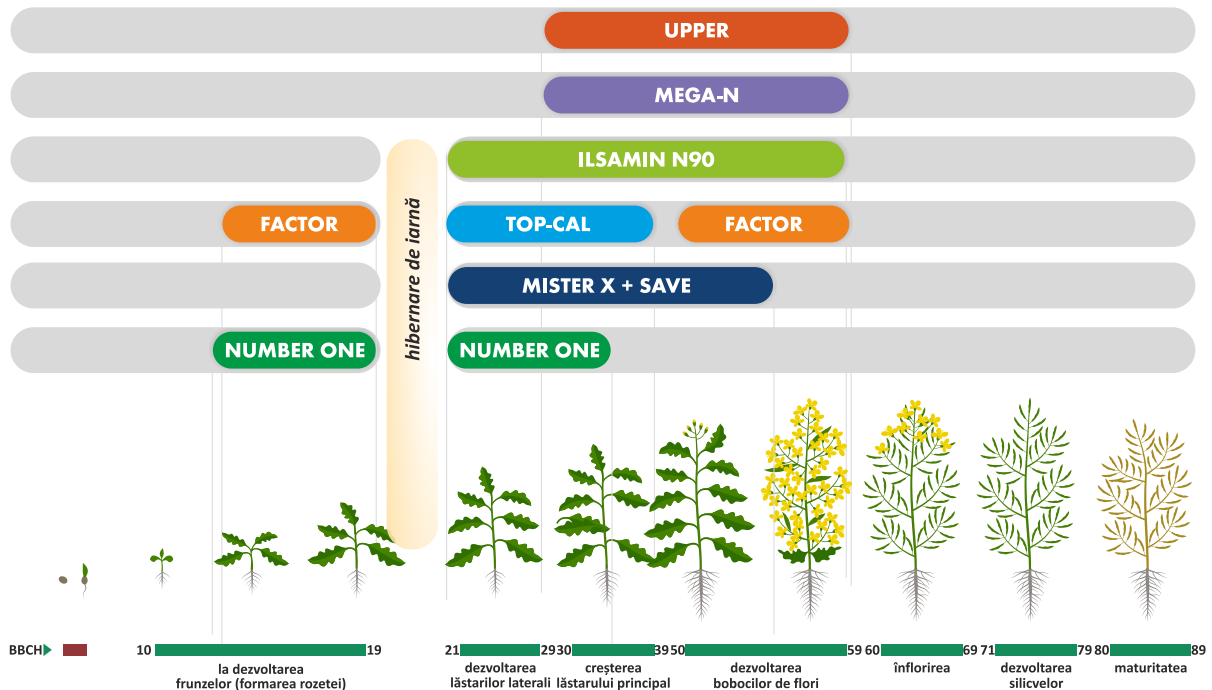 UPPER
MEGA-N
ILSAMIN N90
FACTOR
TOP-CAL
FACTOR
hibernare de iarnă
MISTER X + SAVE
NUMBER ONE
NUMBER ONE
BBCH
10
19
21
29
30
39
50
59
60
69
71
79
80
89
la dezvoltarea
frunzelor (formarea rozetei)
dezvoltarea
lăstarilor laterali
creșterea
lăstarului principal
dezvoltarea
bobocilor de flori
înflorirea
dezvoltarea
silicvelor
maturitatea